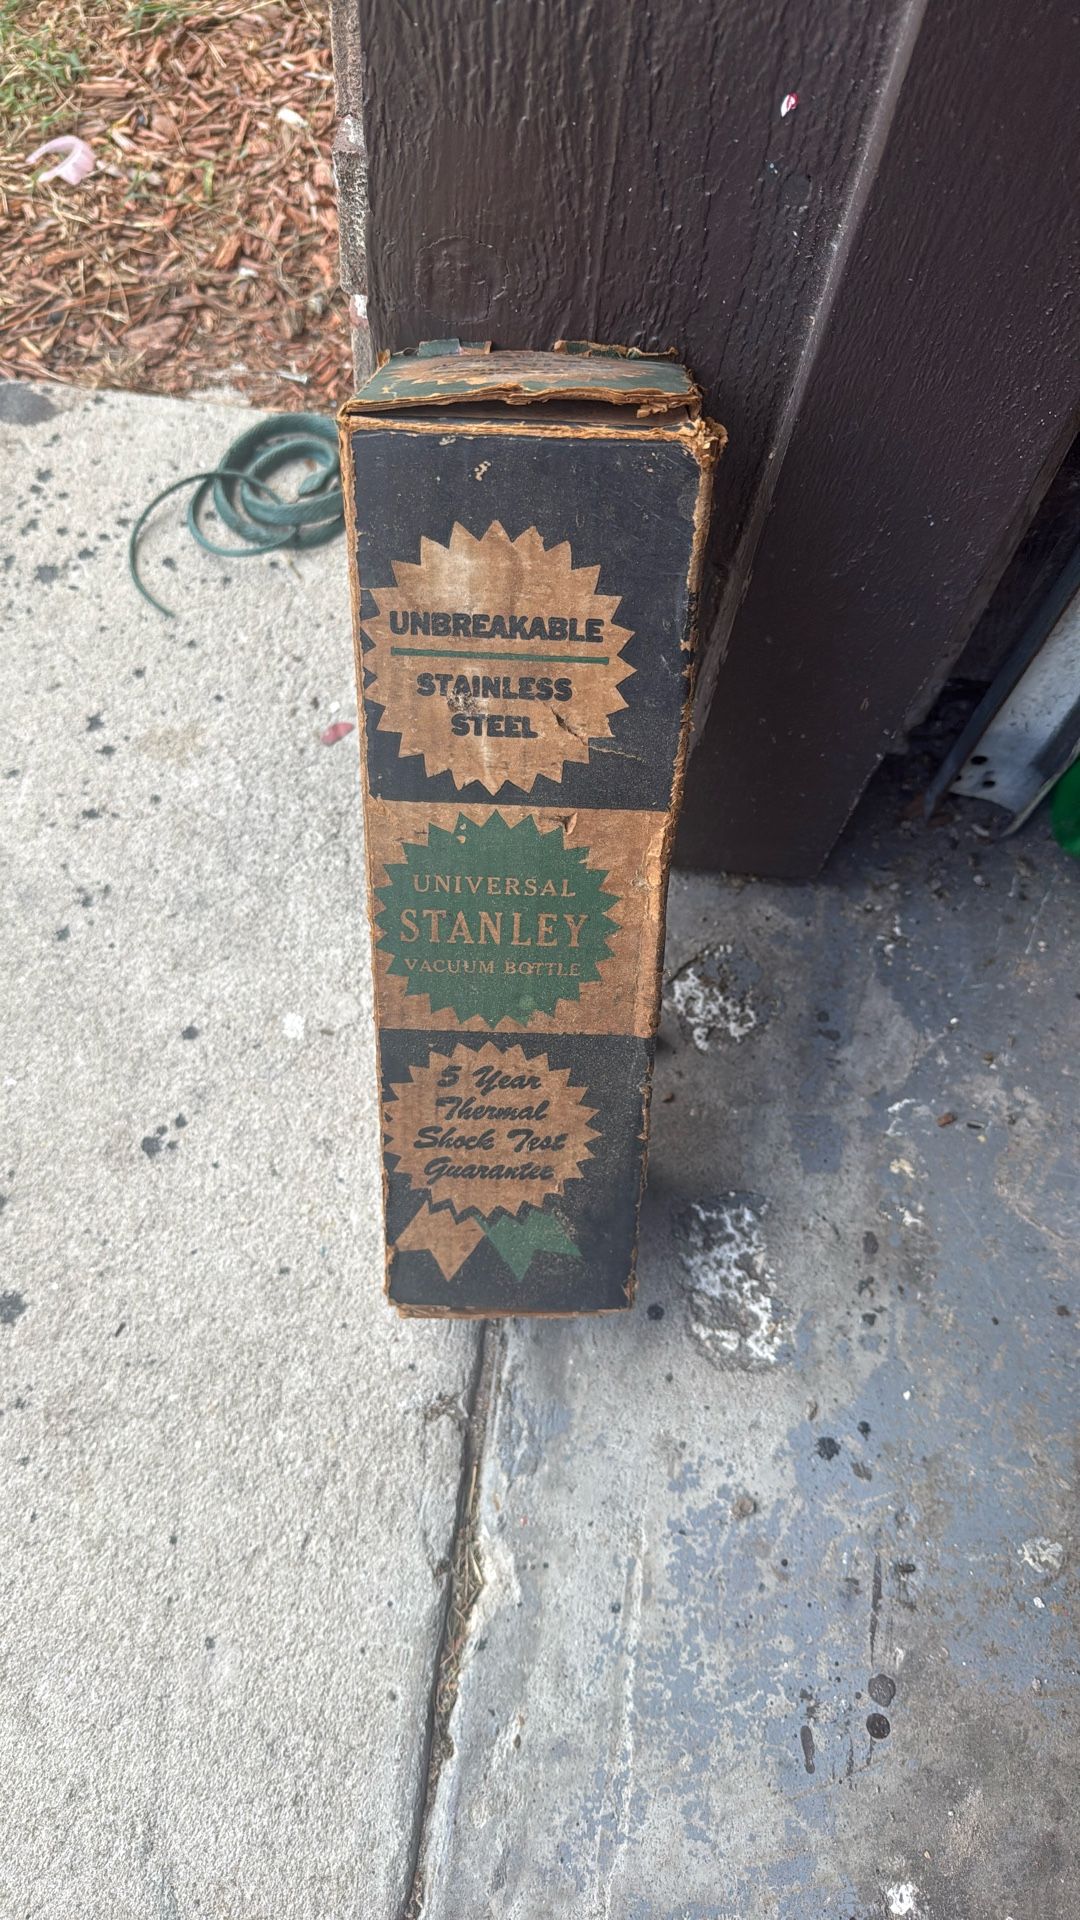 UNBREAKABLE
STAINLESS
STEEL
UNIVERSAL
STANLEY
VACUUM BOTTLE
5 Year
Thermal
Shock Test
Guarantee